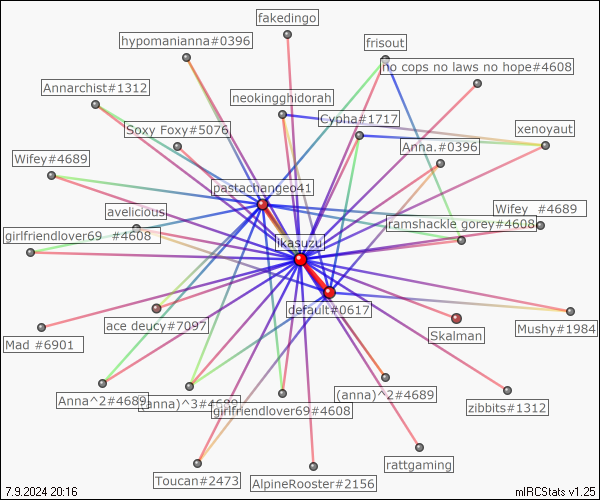 fakedingo
hypomanianna#0396
frisout
no cops no laws no hope#4608
Annarchist#1312
neokingghidorah
Cypha#1717
Soxy Foxy#5076
xenoyaut
Anna.#0396
Wifey#4689
pastachangeo41
avelicious
Wifey__#4689
ramshackle gorey#4608
girlfriendlover69_#4608
ikasuzu
default#0617
ace deucy#7097
Mushy#1984
Skalman
Mad_#6901
Anna^2#4689
(anna)^3#4689
girlfriendlover69#4608
(anna)^2#4689
zibbits#1312
rattgaming
Toucan#2473
AlpineRooster#2156
7.9.2024 20:16
mIRCStats v1.25